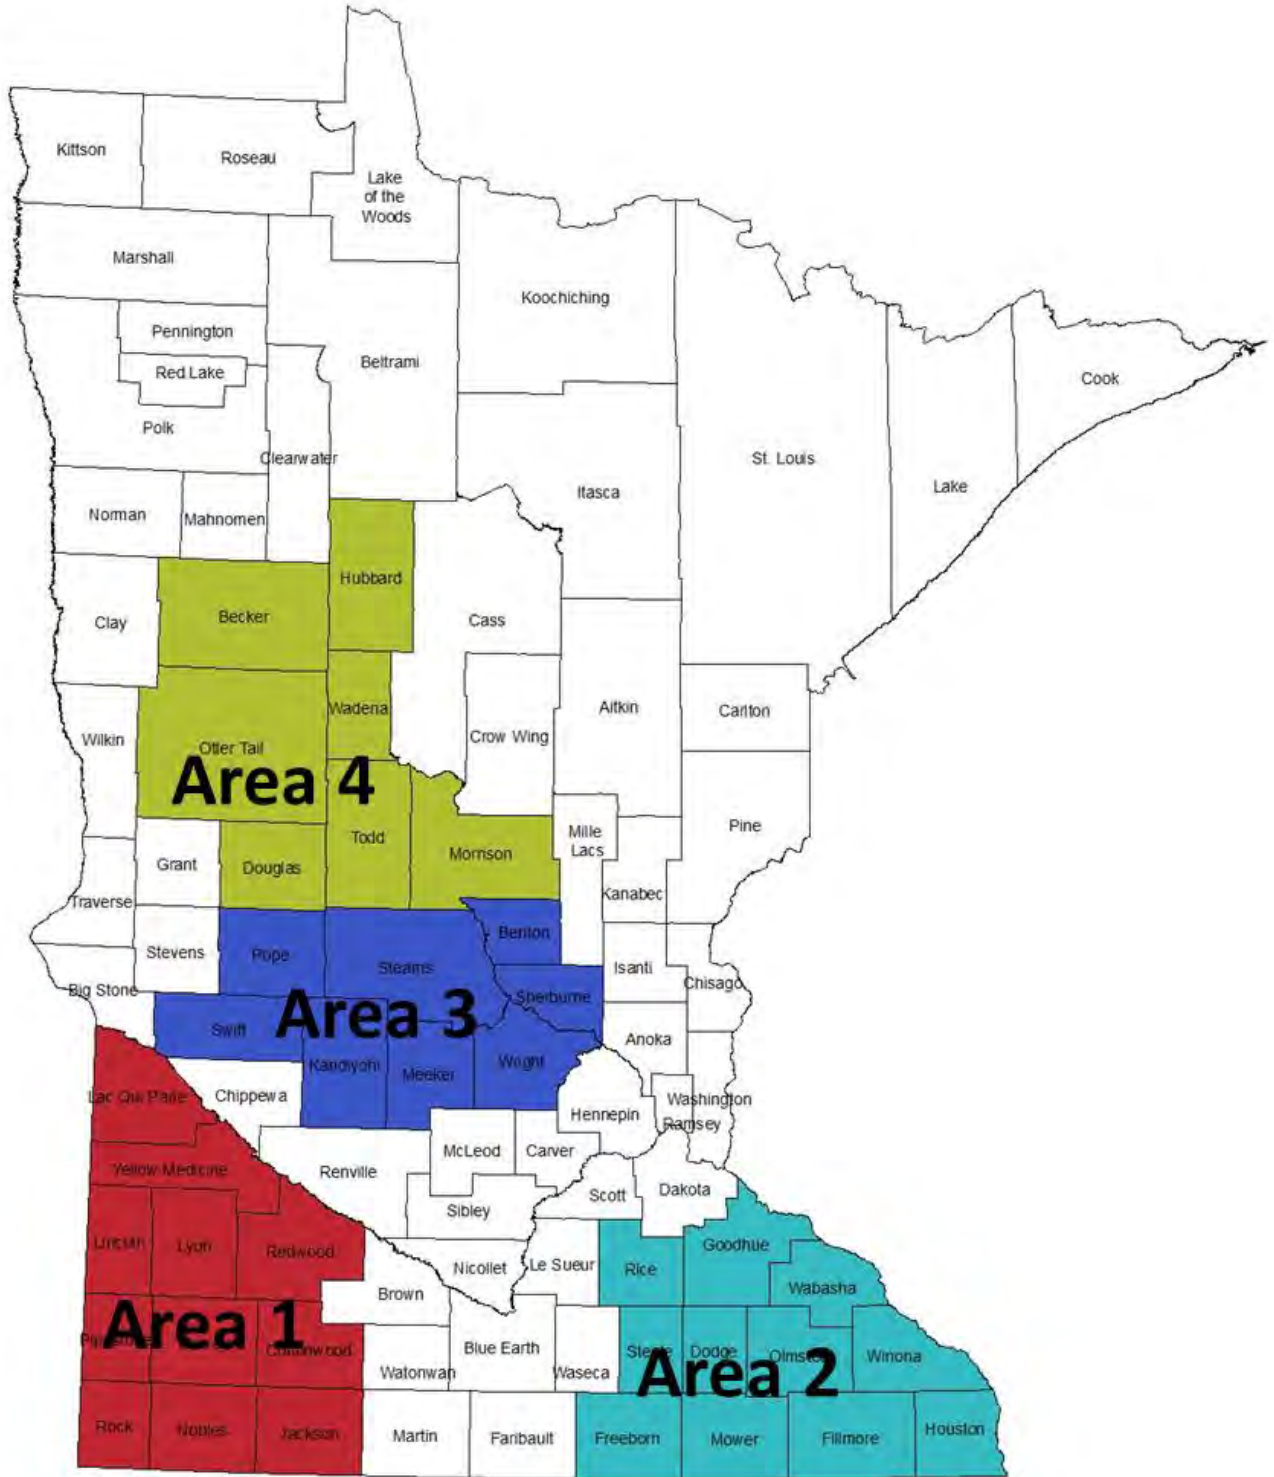 Kittson
Roseau
Lake
of the
Woods
Marshall
Koochiching
Pennington
Beltrami
Red Lake
Cook
Polk
Clearwater
St. Louis
Lake
Itasca
Norman
Mahnomen
Hubbard
Becker
Clay
Cass
Wadena
Aitkin
Carlton
Wilkin
Otter Tail
Crow Wing
Area 4
Pine
Mille
Lacs
Todd
Morrison
Grant
Douglas
Kanabec
Traverse
Benton
Stevens
Pope
Stearns
Isanti
Chisago
Big Stone
Sherburne
Area 3
Swift
Anoka
Kandiyohi
Meeker
Wright
Lac Qui Parle
Chippewa
Washington
Hennepin
Ramsey
McLeod
Carver
Yellow Medicine
Renville
Scott
Dakota
Sibley
Lincoln
Lyon
Redwood
Goodhue
Nicollet
Le Sueur
Rice
Brown
Wabasha
Area 1
Cottonwood
Blue Earth
Steele
Dodge
Olmsted
Winona
Watonwan
Waseca
Area 2
Rock
Nobles
Jackson
Martin
Faribault
Freeborn
Mower
Fillmore
Houston